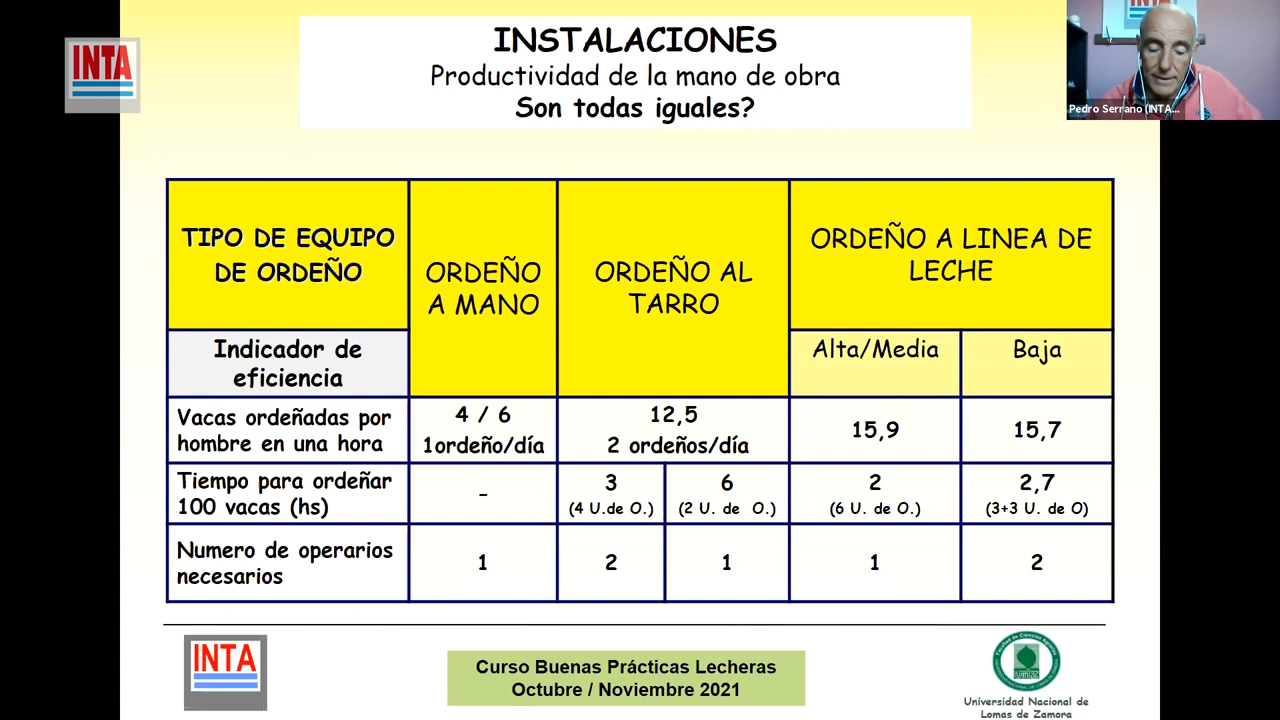 INTA
INSTALACIONES
Productividad de la mano de obra
Son todas iguales?
INTA
Pedro Serrano (INTA...
TIPO DE EQUIPO
DE ORDEÑO
ORDEÑO
A MANO
ORDEÑO AL
TARRO
ORDEÑO A LINEA DE
LECHE
Indicador de
eficiencia
Alta/Media
Baja
Vacas ordeñadas por
hombre en una hora
4 / 6
1ordeño/día
12,5
2 ordeños/día
15,9
15,7
Tiempo para ordeñar
100 vacas (hs)
-
3
(4 U.de O.)
6
(2 U. de O.)
2
(6 U. de O.)
2,7
(3+3 U. de O)
Numero de operarios
necesarios
1
2
1
1
2
INTA
Curso Buenas Prácticas Lecheras
Octubre / Noviembre 2021
Universidad Nacional de
Lomas de Zamora